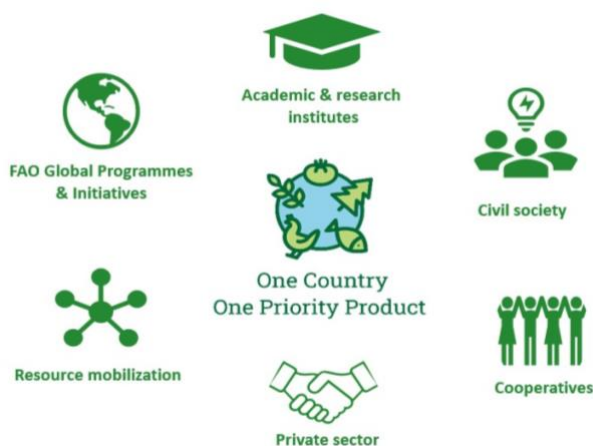 Academic & research
institutes
FAO Global Programmes
& Initiatives
Civil society
One Country
One Priority Product
Resource mobilization
Cooperatives
Private sector